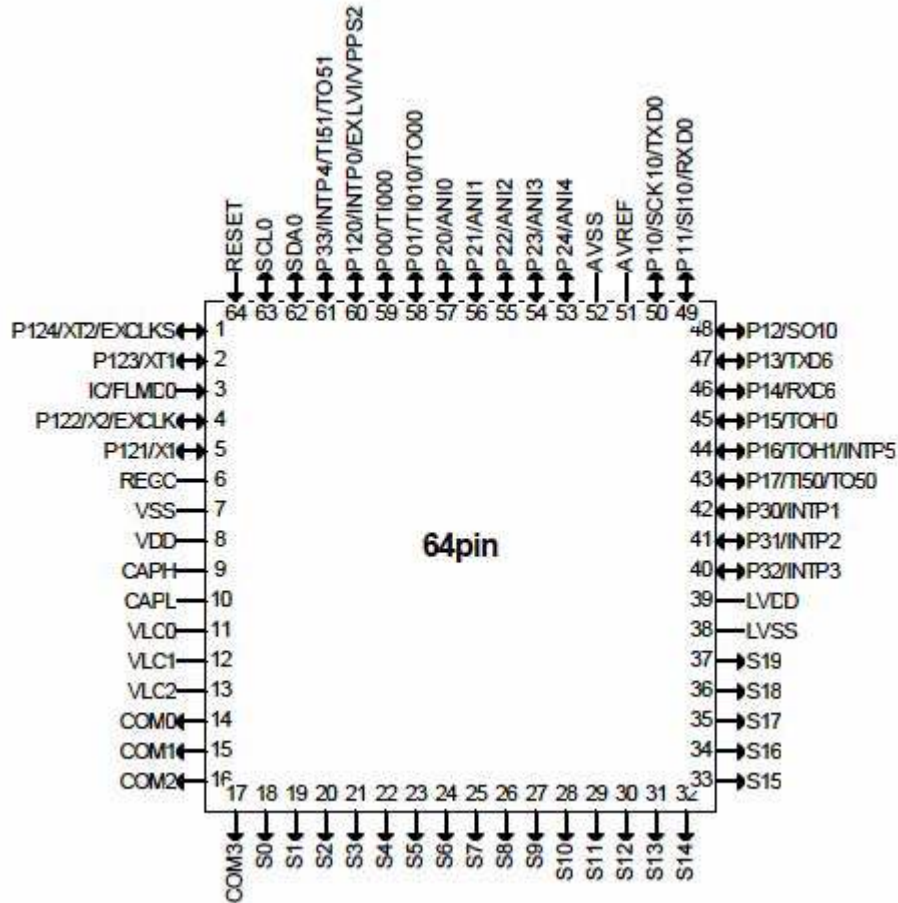 RESET
SCL0
SDA0
P33/INTP4/TI51/TO51
P120/INTP0/EXLVI/VPPS2
P00/TI000
P01/TI010/TO00
P20/ANI0
P21/ANI1
P22/ANI2
P23/ANI3
P24/ANI4
AVSS
AVREF
P10/SCK10/TXD0
P11/SI10/RXD0
64 63 62 61 60 59 58 57 56 55 54 53 52 51 50 49
P124/XT2/EXCLKS 1
P123/XT1 2
IC/FLMD0 3
P122/X2/EXCLK 4
P121/X1 5
REGC 6
VSS 7
VDD 8
CAPH 9
CAPL 10
VLC0 11
VLC1 12
VLC2 13
COM0 14
COM1 15
COM2 16
64pin
48 P12/SO10
47 P13/TXD6
46 P14/RXD6
45 P15/TOH0
44 P16/TOH1/INTP5
43 P17/TI50/TO50
42 P30/INTP1
41 P31/INTP2
40 P32/INTP3
39 LVDD
38 LVSS
37 S19
36 S18
35 S17
34 S16
33 S15
17 18 19 20 21 22 23 24 25 26 27 28 29 30 31 32
COM3
S0
S1
S2
S3
S4
S5
S6
S7
S8
S9
S10
S11
S12
S13
S14